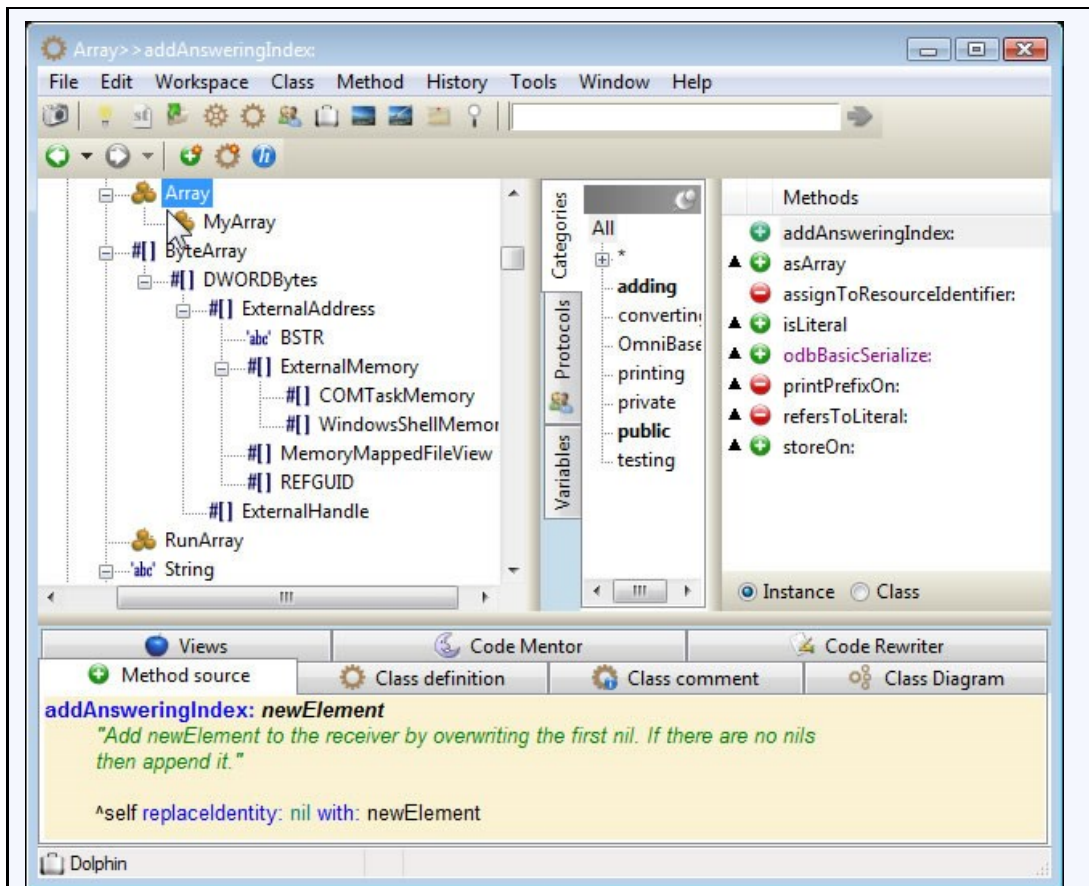 Array>>addAnsweringIndex:
File Edit Workspace Class Method History Tools Window Help
Array
MyArray
#[] ByteArray
#[] DWORDBytes
#[] ExternalAddress
'abc' BSTR
#[] ExternalMemory
#[] COMTaskMemory
#[] WindowsShellMemor
#[] MemoryMappedFileView
#[] REFGUID
#[] ExternalHandle
RunArray
'abc' String
Categories
Protocols
Variables
All
*
adding
converting
OmniBase
printing
private
public
testing
Methods
addAnsweringIndex:
asArray
assignToResourceIdentifier:
isLiteral
odbBasicSerialize:
printPrefixOn:
refersToLiteral:
storeOn:
Instance Class
Views Code Mentor Code Rewriter
Method source Class definition Class comment Class Diagram
addAnsweringIndex: newElement
"Add newElement to the receiver by overwriting the first nil. If there are no nils
then append it."
^self replaceIdentity: nil with: newElement
Dolphin